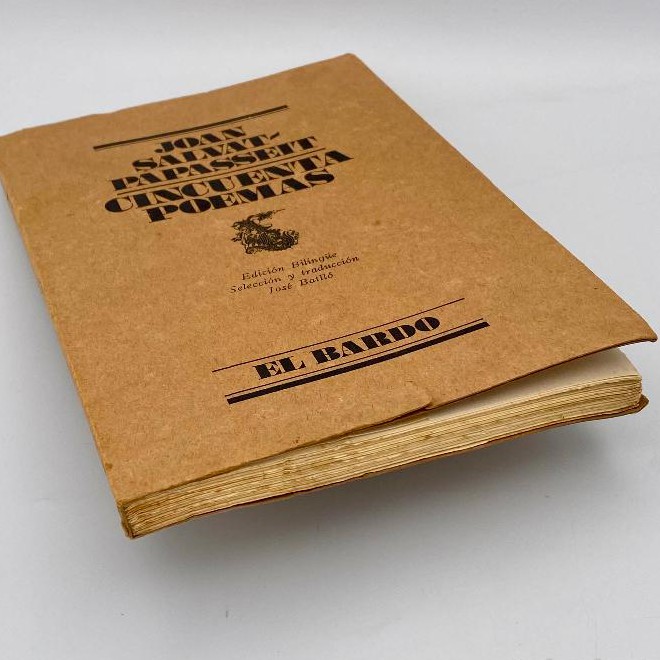 JOAN
SALVAT-
PAPASSEIT
CINCUENTA
POEMAS
Edición Bilingüe
Selección y traducción
José Batlló
EL BARDO